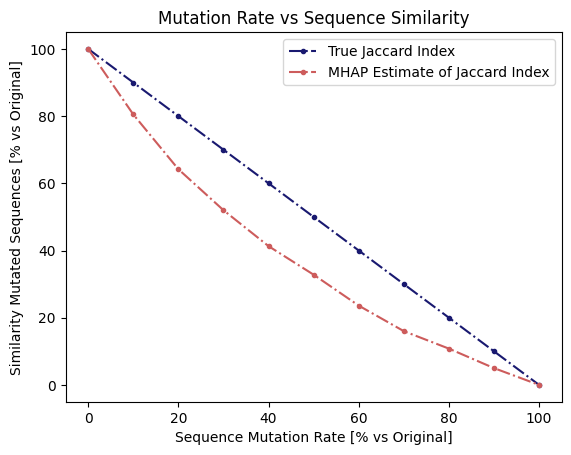 Mutation Rate vs Sequence Similarity
True Jaccard Index
MHAP Estimate of Jaccard Index
Similarity Mutated Sequences [% vs Original]
100
80
60
40
20
0
0 20 40 60 80 100
Sequence Mutation Rate [% vs Original]